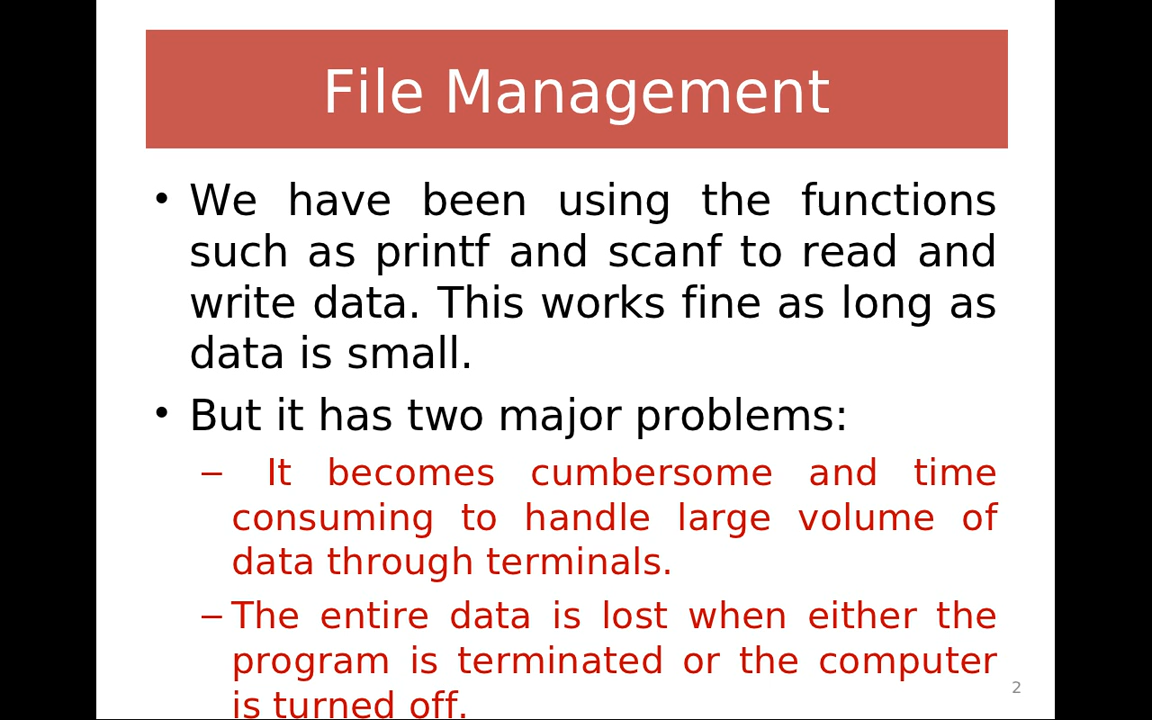 File Management
• We have been using the functions
such as printf and scanf to read and
write data. This works fine as long as
data is small.
• But it has two major problems:
– It becomes cumbersome and time
consuming to handle large volume of
data through terminals.
– The entire data is lost when either the
program is terminated or the computer
is turned off.
2